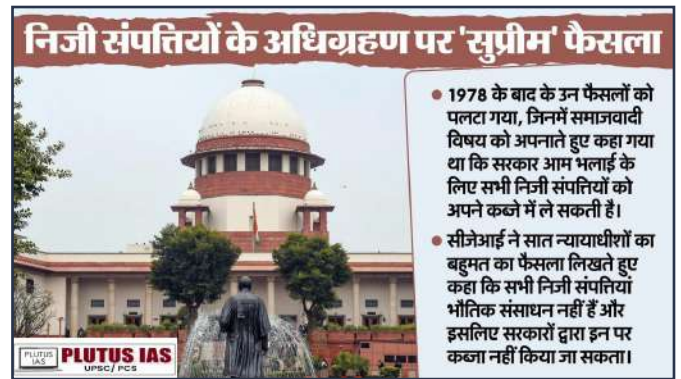 निजी संपत्तियों के अधिग्रहण पर 'सुप्रीम' फैसला
• 1978 के बाद के उन फैसलों को
पलटा गया, जिनमें समाजवादी
विषय को अपनाते हुए कहा गया
था कि सरकार आम भलाई के
लिए सभी निजी संपत्तियों को
अपने कब्जे में ले सकती है।
• सीजेआई ने सात न्यायाधीशों का
बहुमत का फैसला लिखते हुए
कहा कि सभी निजी संपत्तियां
भौतिक संसाधन नहीं हैं और
इसलिए सरकारों द्वारा इन पर
कब्जा नहीं किया जा सकता।
PLUTUS
IAS
PLUTUS IAS
UPSC/ PCS